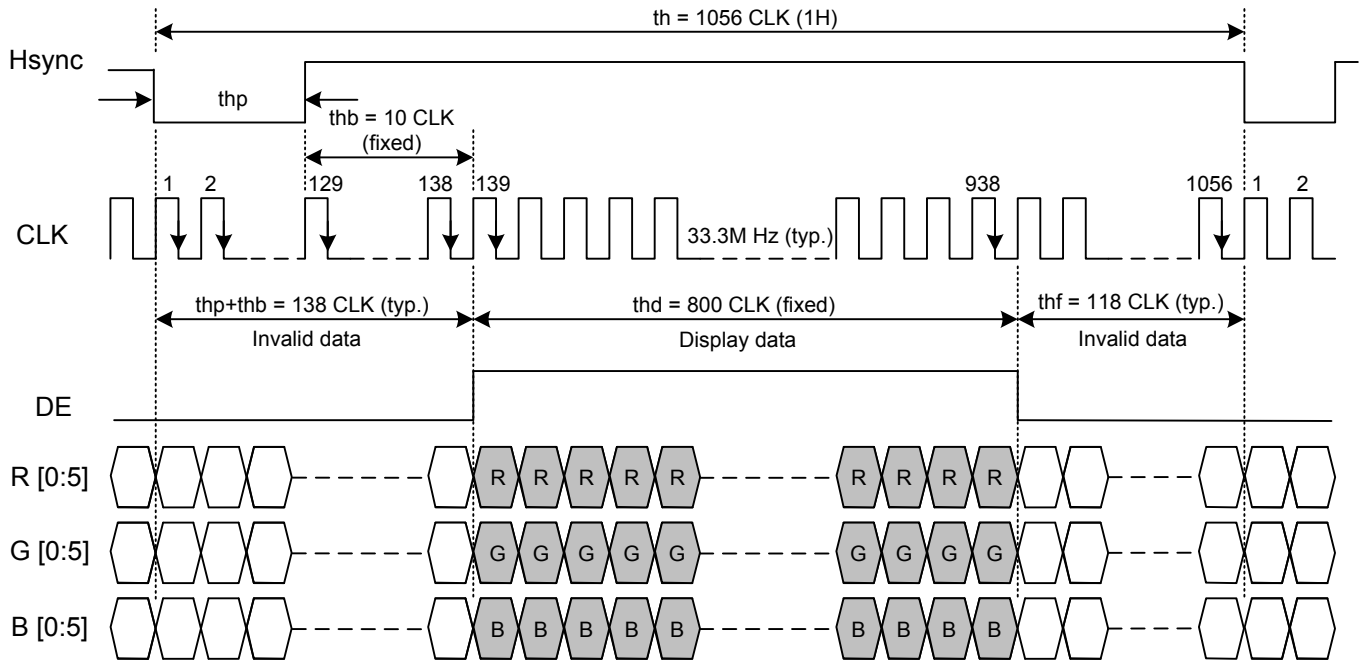 th = 1056 CLK (1H)
Hsync
thp
thb = 10 CLK
(fixed)
1 2 129 138 139 938 1056 1 2
CLK
33.3M Hz (typ.)
thp+thb = 138 CLK (typ.) thd = 800 CLK (fixed) thf = 118 CLK (typ.)
Invalid data Display data Invalid data
DE
R [0:5] R R R R R R R R R
G [0:5] G G G G G G G G G
B [0:5] B B B B B B B B B